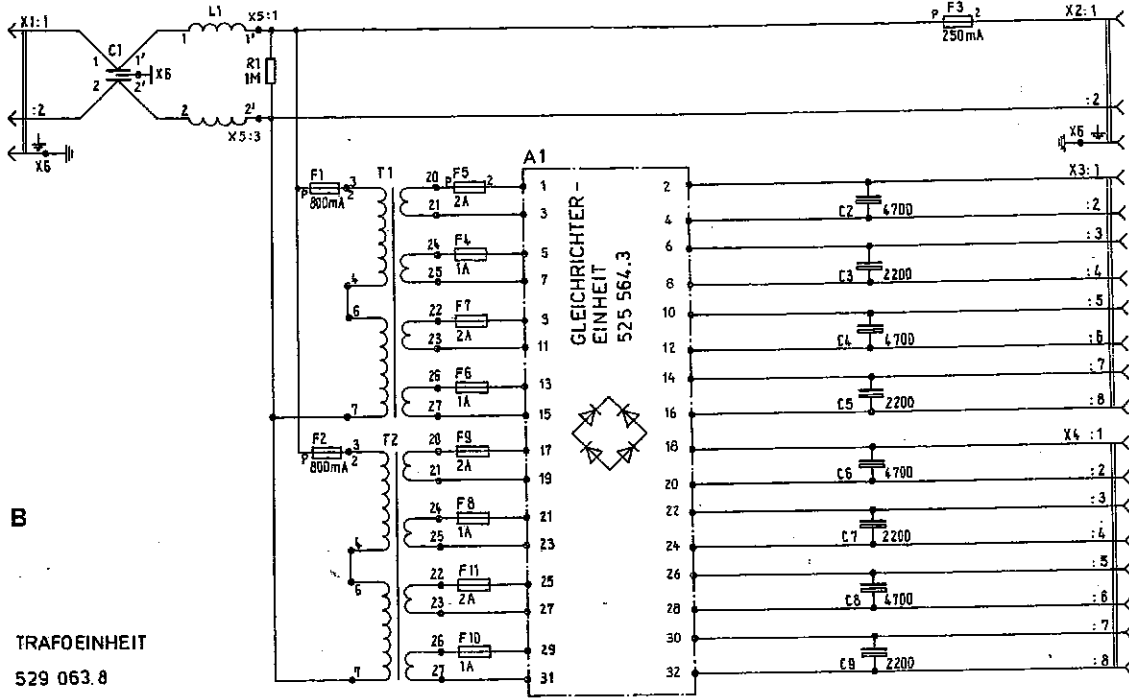 X1:1
L1
X5:1
P F3 2
250mA
X2:1
1 C1 1'
2 2'
X6
1 1'
R1
1M
:2
2 2'
X5:3
:2
X6
X6
A1
GLEICHRICHTER-
EINHEIT
525 564.3
F1
P 2 3
800mA
T1
20 P F5 2
2A
1
21
3
24 F4
1A
5
25
7
4
6
22 F7
2A
9
23
11
26 F6
1A
13
27
15
7
F2
P 2 3
800mA
T2
20 F9
2A
17
21
19
24 F8
1A
21
25
23
4
6
22 F11
2A
25
23
27
26 F10
1A
29
27
31
7
2
X3:1
C2 4700
4
:2
6
:3
C3 2200
8
:4
10
:5
C4 4700
12
:6
14
:7
C5 2200
16
:8
18
X4 :1
C6 4700
20
:2
22
:3
C7 2200
24
:4
26
:5
C8 4700
28
:6
30
:7
C9 2200
32
:8
B
TRAFOEINHEIT
529 063.8